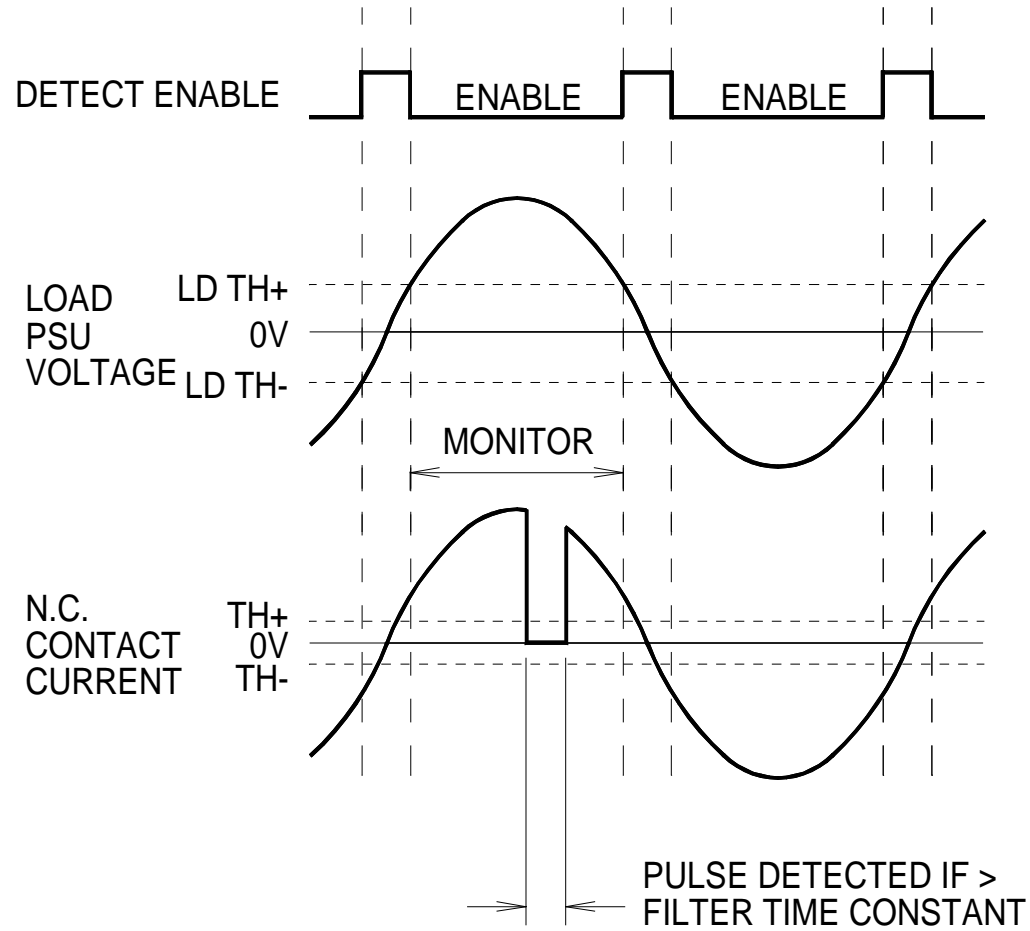 DETECT ENABLE
ENABLE
ENABLE
LOAD
PSU
VOLTAGE
LD TH+
0V
LD TH-
MONITOR
N.C.
CONTACT
CURRENT
TH+
0V
TH-
PULSE DETECTED IF >
FILTER TIME CONSTANT